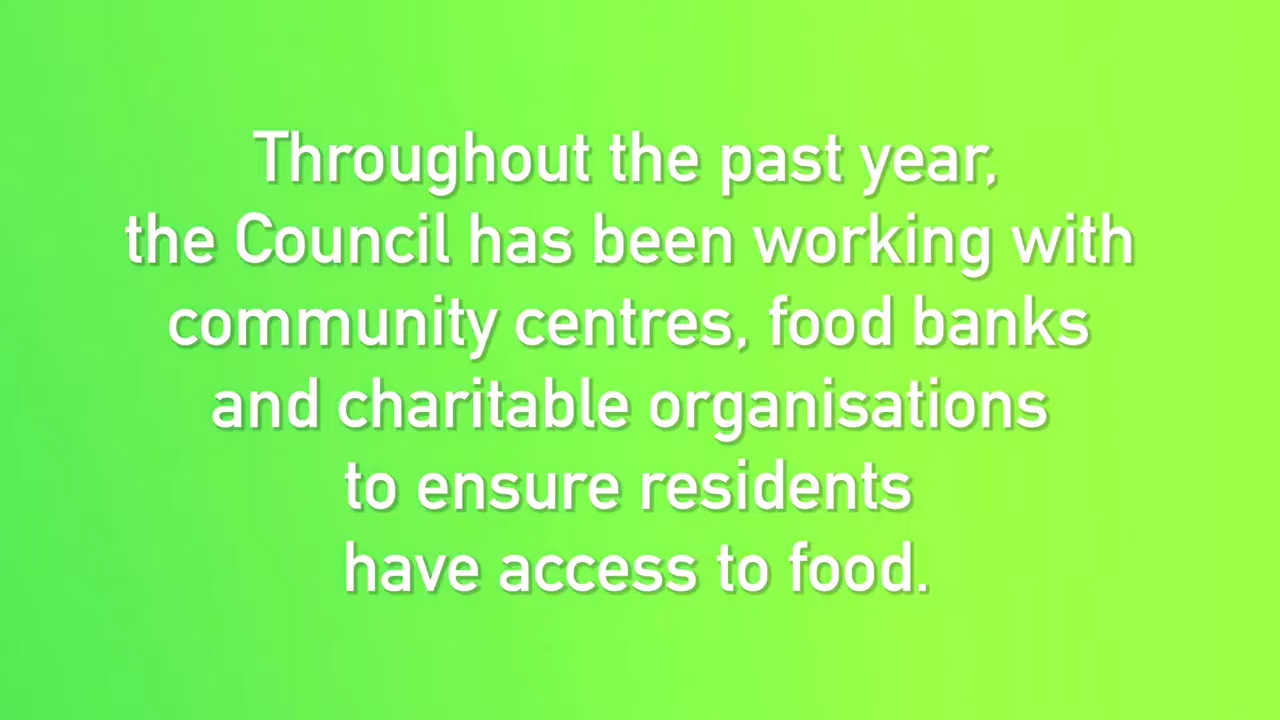 Throughout the past year,
the Council has been working with
community centres, food banks
and charitable organisations
to ensure residents
have access to food.